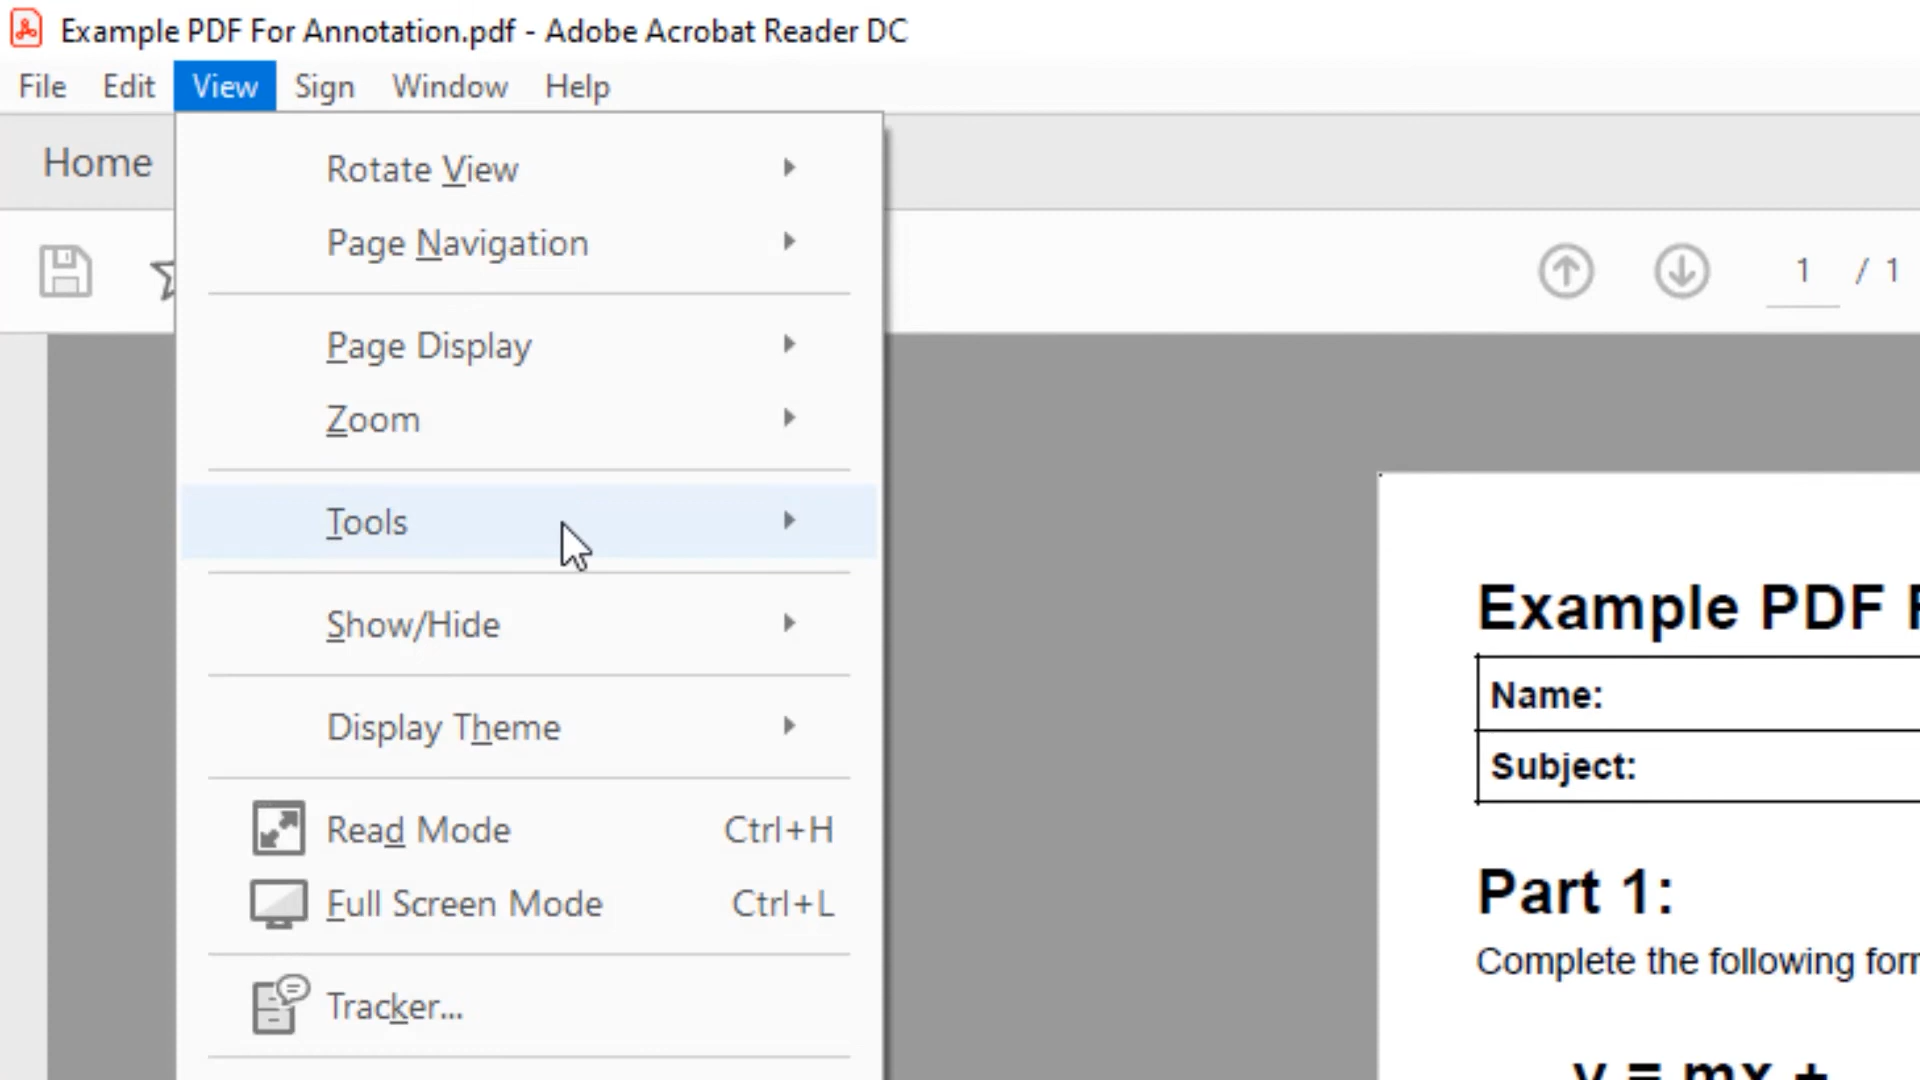 Example PDF For Annotation.pdf - Adobe Acrobat Reader DC
File Edit View Sign Window Help
Home
1 / 1
Rotate View
Page Navigation
Page Display
Zoom
Tools
Show/Hide
Display Theme
Read Mode Ctrl+H
Full Screen Mode Ctrl+L
Tracker...
Example PDF
Name:
Subject:
Part 1:
Complete the following
y = mx +